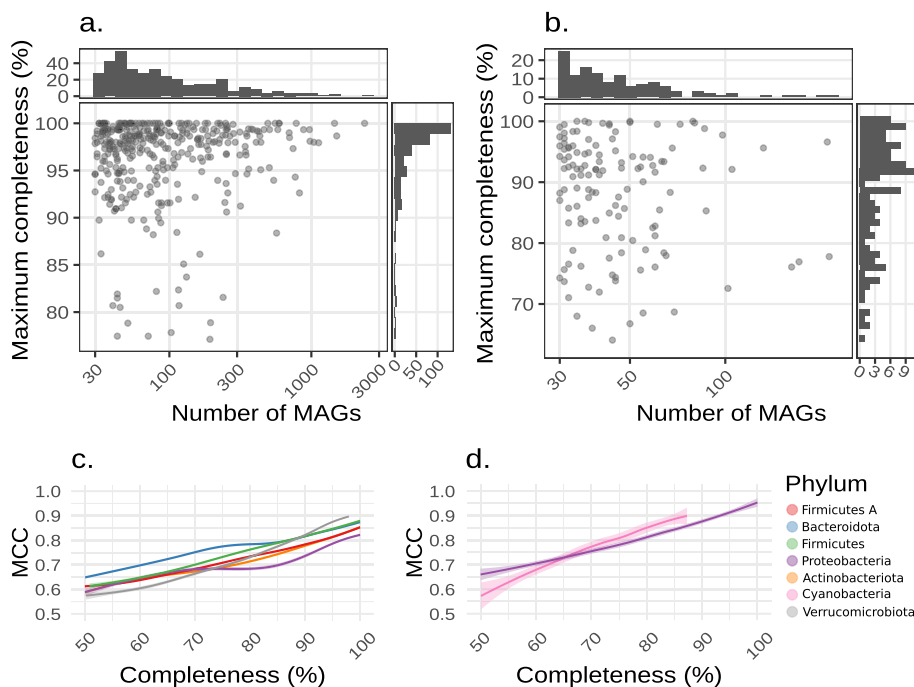 a.
40
20
0
Maximum completeness (%)
100
95
90
85
80
30
100
300
1000
3000
0
50
100
Number of MAGs
b.
20
10
0
Maximum completeness (%)
100
90
80
70
30
50
100
0
3
6
9
Number of MAGs
c.
MCC
1.0
0.9
0.8
0.7
0.6
0.5
50
60
70
80
90
100
Completeness (%)
d.
MCC
1.0
0.9
0.8
0.7
0.6
0.5
50
60
70
80
90
100
Completeness (%)
Phylum
Firmicutes A
Bacteroidota
Firmicutes
Proteobacteria
Actinobacteriota
Cyanobacteria
Verrucomicrobiota